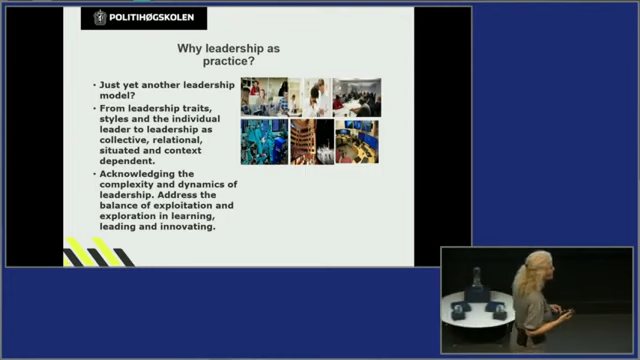 POLITIHØGSKOLEN
Why leadership as
practice?
• Just yet another leadership
model?
• From leadership traits,
styles and the individual
leader to leadership as
collective, relational,
situated and context
dependent.
• Acknowledging the
complexity and dynamics of
leadership. Address the
balance of exploitation and
exploration in learning,
leading and innovating.